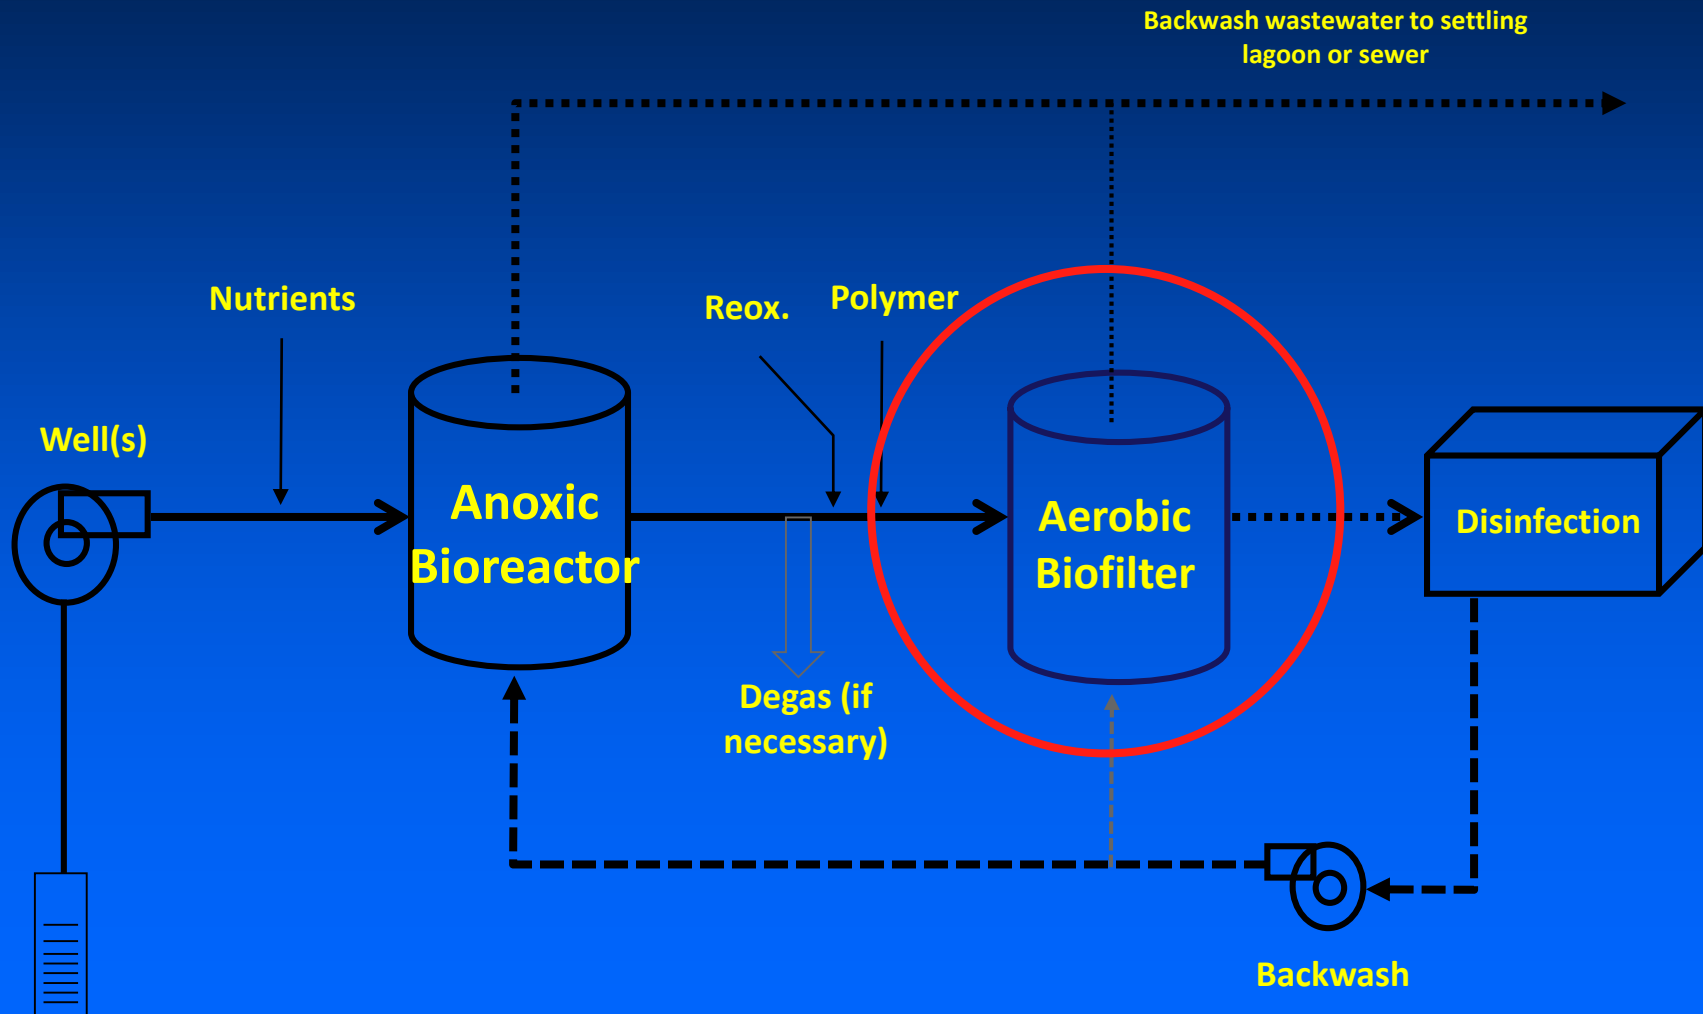 Backwash wastewater to settling
lagoon or sewer
Nutrients
Reox.
Polymer
Well(s)
Anoxic
Bioreactor
Aerobic
Biofilter
Disinfection
Degas (if
necessary)
Backwash